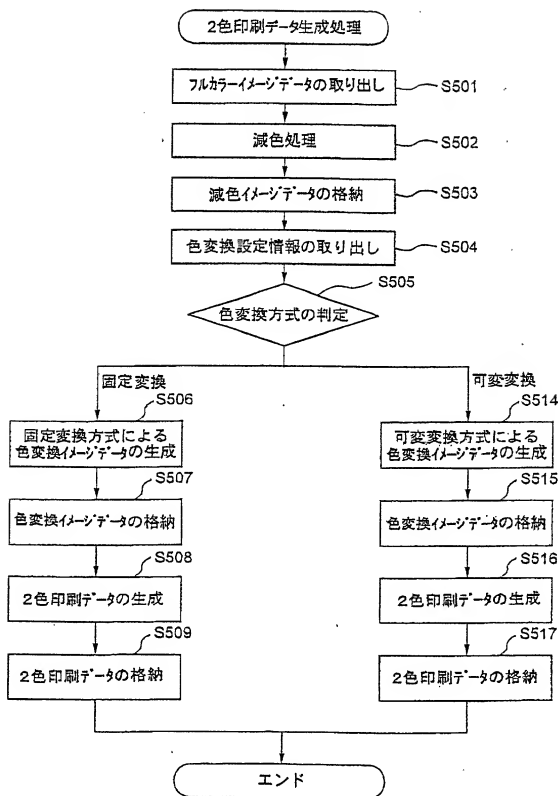 2色印刷データ生成処理
フルカラーイメージデータの取り出し
S501
減色処理
S502
減色イメージデータの格納
S503
色変換設定情報の取り出し
S504
S505
色変換方式の判定
固定変換
可変変換
S506
固定変換方式による
色変換イメージデータの生成
S507
色変換イメージデータの格納
S508
2色印刷データの生成
S509
2色印刷データの格納
S514
可変変換方式による
色変換イメージデータの生成
S515
色変換イメージデータの格納
S516
2色印刷データの生成
S517
2色印刷データの格納
エンド